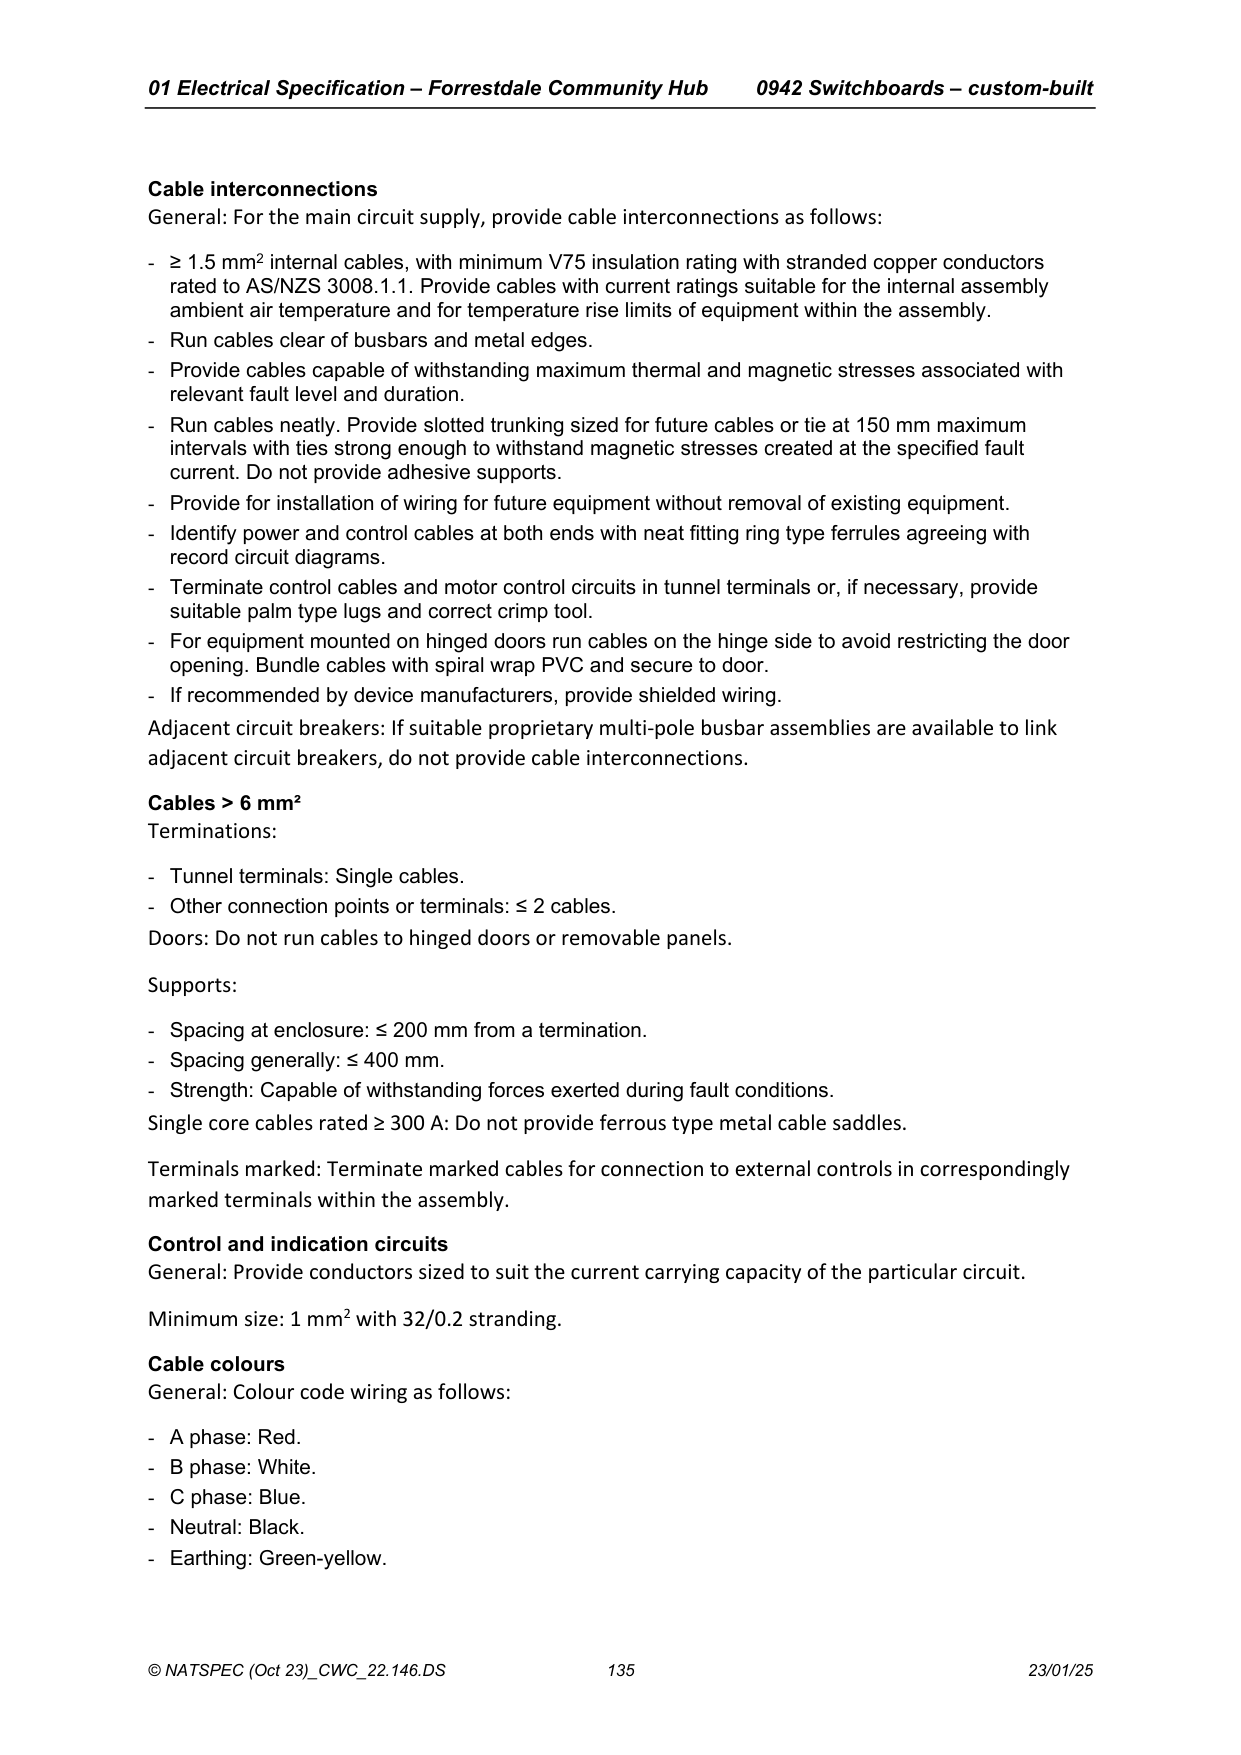 01 Electrical Specification – Forrestdale Community Hub 0942 Switchboards – custom-built
Cable interconnections
General: For the main circuit supply, provide cable interconnections as follows:
- ≥ 1.5 mm² internal cables, with minimum V75 insulation rating with stranded copper conductors
rated to AS/NZS 3008.1.1. Provide cables with current ratings suitable for the internal assembly
ambient air temperature and for temperature rise limits of equipment within the assembly.
- Run cables clear of busbars and metal edges.
- Provide cables capable of withstanding maximum thermal and magnetic stresses associated with
relevant fault level and duration.
- Run cables neatly. Provide slotted trunking sized for future cables or tie at 150 mm maximum
intervals with ties strong enough to withstand magnetic stresses created at the specified fault
current. Do not provide adhesive supports.
- Provide for installation of wiring for future equipment without removal of existing equipment.
- Identify power and control cables at both ends with neat fitting ring type ferrules agreeing with
record circuit diagrams.
- Terminate control cables and motor control circuits in tunnel terminals or, if necessary, provide
suitable palm type lugs and correct crimp tool.
- For equipment mounted on hinged doors run cables on the hinge side to avoid restricting the door
opening. Bundle cables with spiral wrap PVC and secure to door.
- If recommended by device manufacturers, provide shielded wiring.
Adjacent circuit breakers: If suitable proprietary multi-pole busbar assemblies are available to link
adjacent circuit breakers, do not provide cable interconnections.
Cables > 6 mm²
Terminations:
- Tunnel terminals: Single cables.
- Other connection points or terminals: ≤ 2 cables.
Doors: Do not run cables to hinged doors or removable panels.
Supports:
- Spacing at enclosure: ≤ 200 mm from a termination.
- Spacing generally: ≤ 400 mm.
- Strength: Capable of withstanding forces exerted during fault conditions.
Single core cables rated ≥ 300 A: Do not provide ferrous type metal cable saddles.
Terminals marked: Terminate marked cables for connection to external controls in correspondingly
marked terminals within the assembly.
Control and indication circuits
General: Provide conductors sized to suit the current carrying capacity of the particular circuit.
Minimum size: 1 mm² with 32/0.2 stranding.
Cable colours
General: Colour code wiring as follows:
- A phase: Red.
- B phase: White.
- C phase: Blue.
- Neutral: Black.
- Earthing: Green-yellow.
© NATSPEC (Oct 23)_CWC_22.146.DS 135 23/01/25